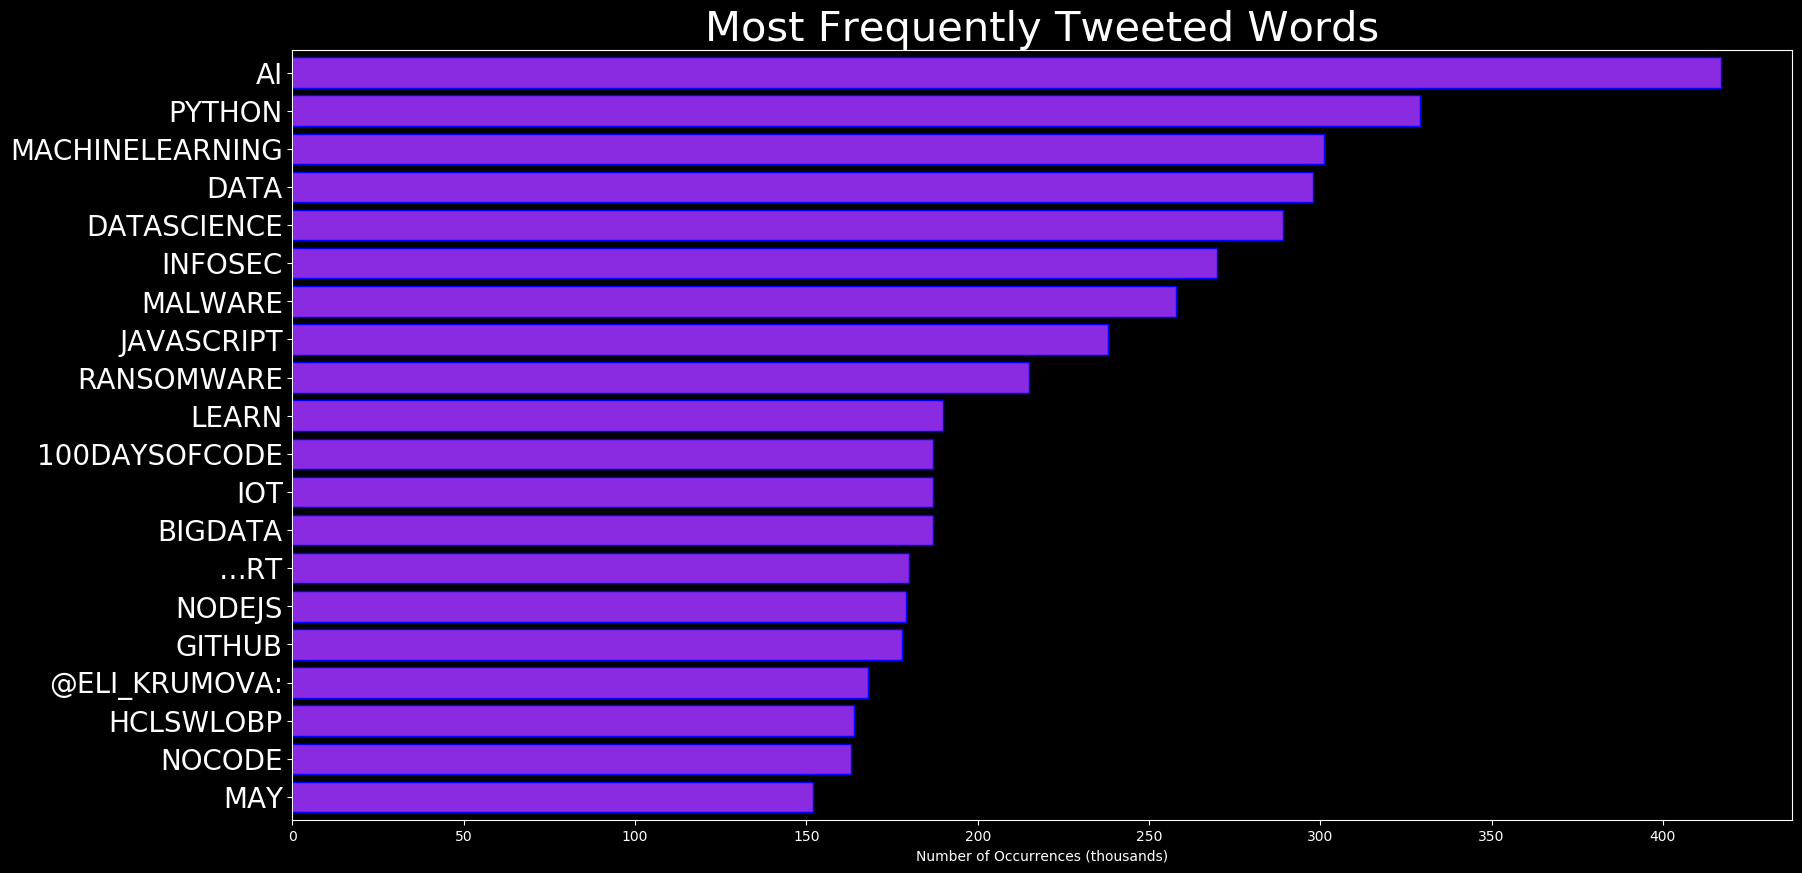 Most Frequently Tweeted Words
AI
PYTHON
MACHINELEARNING
DATA
DATASCIENCE
INFOSEC
MALWARE
JAVASCRIPT
RANSOMWARE
LEARN
100DAYSOFCODE
IOT
BIGDATA
…RT
NODEJS
GITHUB
@ELI_KRUMOVA:
HCLSWLOBP
NOCODE
MAY
0 50 100 150 200 250 300 350 400
Number of Occurrences (thousands)